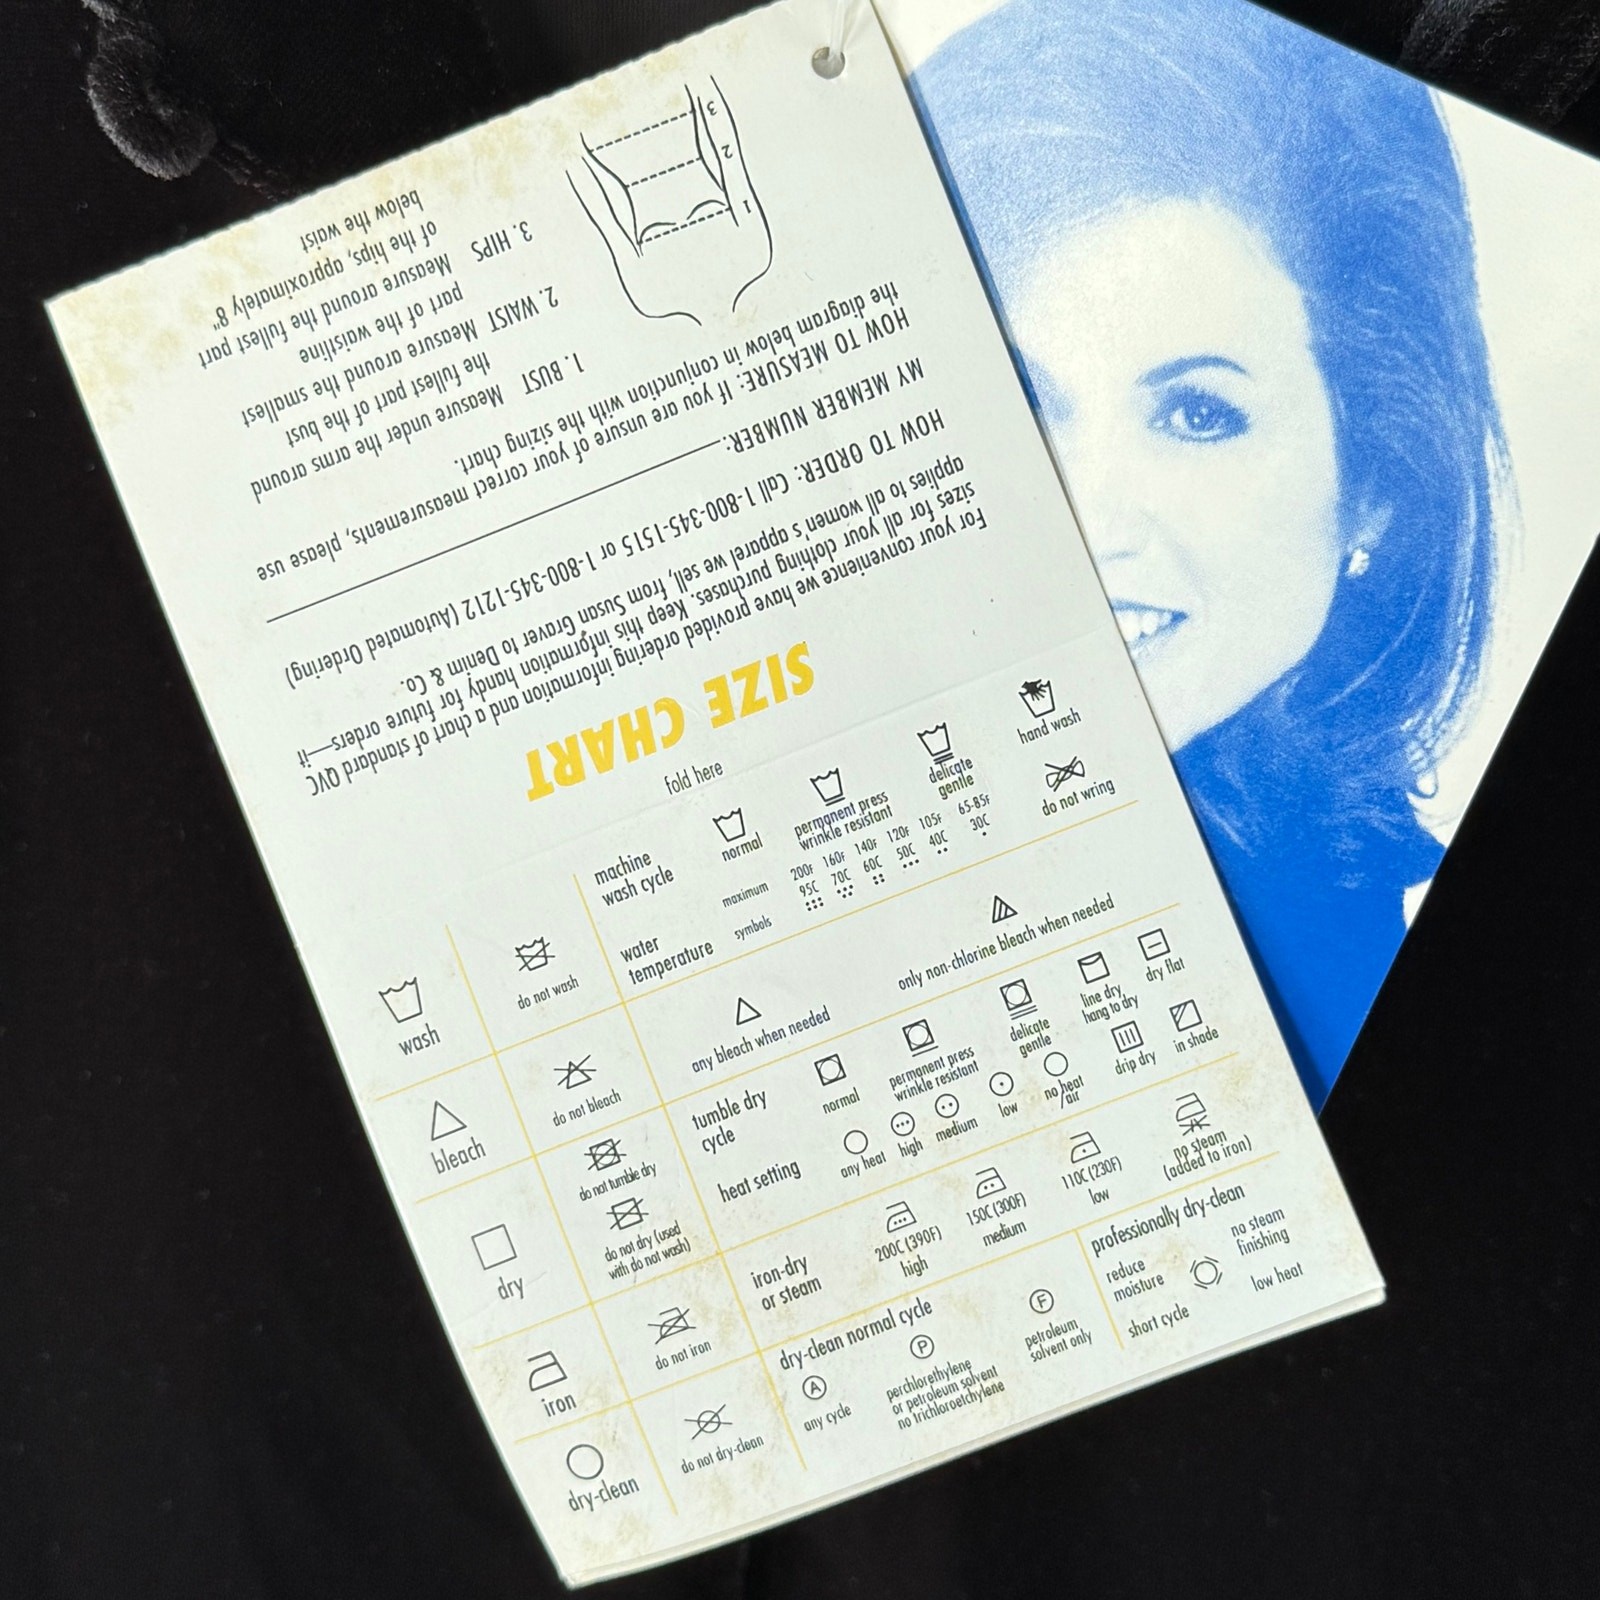 SIZE CHART
For your convenience we have provided ordering information and a chart of standard QVC
sizes for all your clothing purchases. Keep this information handy for future orders—it
applies to all women's apparel we sell, from Susan Graver to Denim & Co.
HOW TO ORDER: Call 1-800-345-1515 or 1-800-345-1212 (Automated Ordering)
MY MEMBER NUMBER:
HOW TO MEASURE: If you are unsure of your correct measurements, please use
the diagram below in conjunction with the sizing chart.
1. BUST Measure under the arms around
the fullest part of the bust
2. WAIST Measure around the smallest
part of the waistline
3. HIPS Measure around the fullest part
of the hips, approximately 8"
below the waist
1
2
3
fold here
wash
do not wash
machine
wash cycle
normal
permanent press
wrinkle resistant
delicate
gentle
hand wash
do not wring
water
temperature
maximum
200F 160F 140F 120F 105F 65-85F
95C 70C 60C 50C 40C 30C
symbols
bleach
do not bleach
any bleach when needed
only non-chlorine bleach when needed
dry
do not tumble dry
do not dry (used
with do not wash)
tumble dry
cycle
normal
permanent press
wrinkle resistant
delicate
gentle
line dry
hang to dry
dry flat
drip dry
in shade
heat setting
any heat
high
medium
low
no heat
/air
iron
do not iron
iron-dry
or steam
200C (390F)
high
150C (300F)
medium
110C (230F)
low
no steam
(added to iron)
dry-clean
do not dry-clean
dry-clean normal cycle
A
any cycle
P
perchlorethylene
or petroleum solvent
no trichloroetchylene
F
petroleum
solvent only
professionally dry-clean
reduce
moisture
no steam
finishing
short cycle
low heat